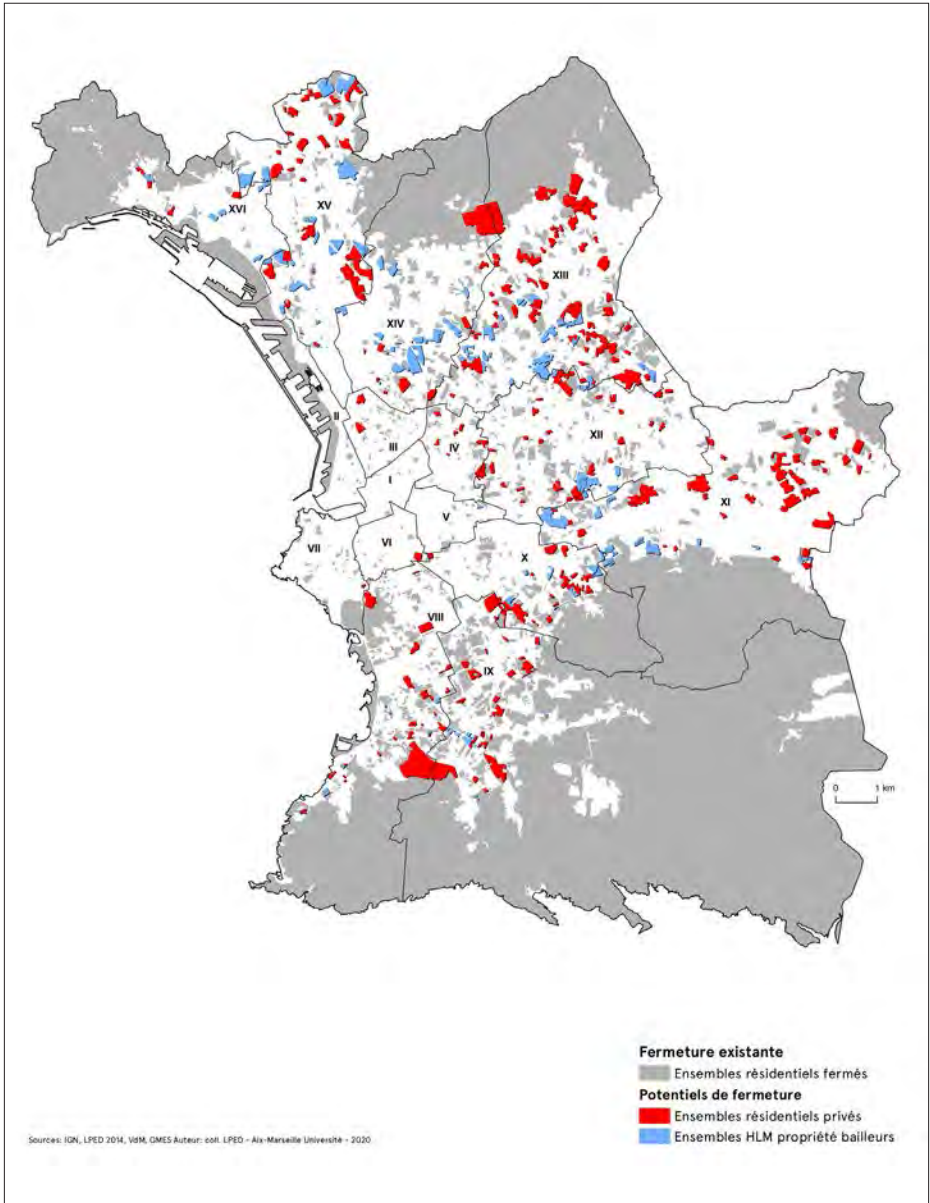 XVI
XV
XIII
XIV
XII
II
III
IV
I
XI
V
VI
VII
X
VIII
IX
0 1 km
Fermeture existante
Ensembles résidentiels fermés
Potentiels de fermeture
Ensembles résidentiels privés
Ensembles HLM propriété bailleurs
Sources: IGN, LPED 2014, VdM, GMES Auteur: coll. LPED - Aix-Marseille Université - 2020